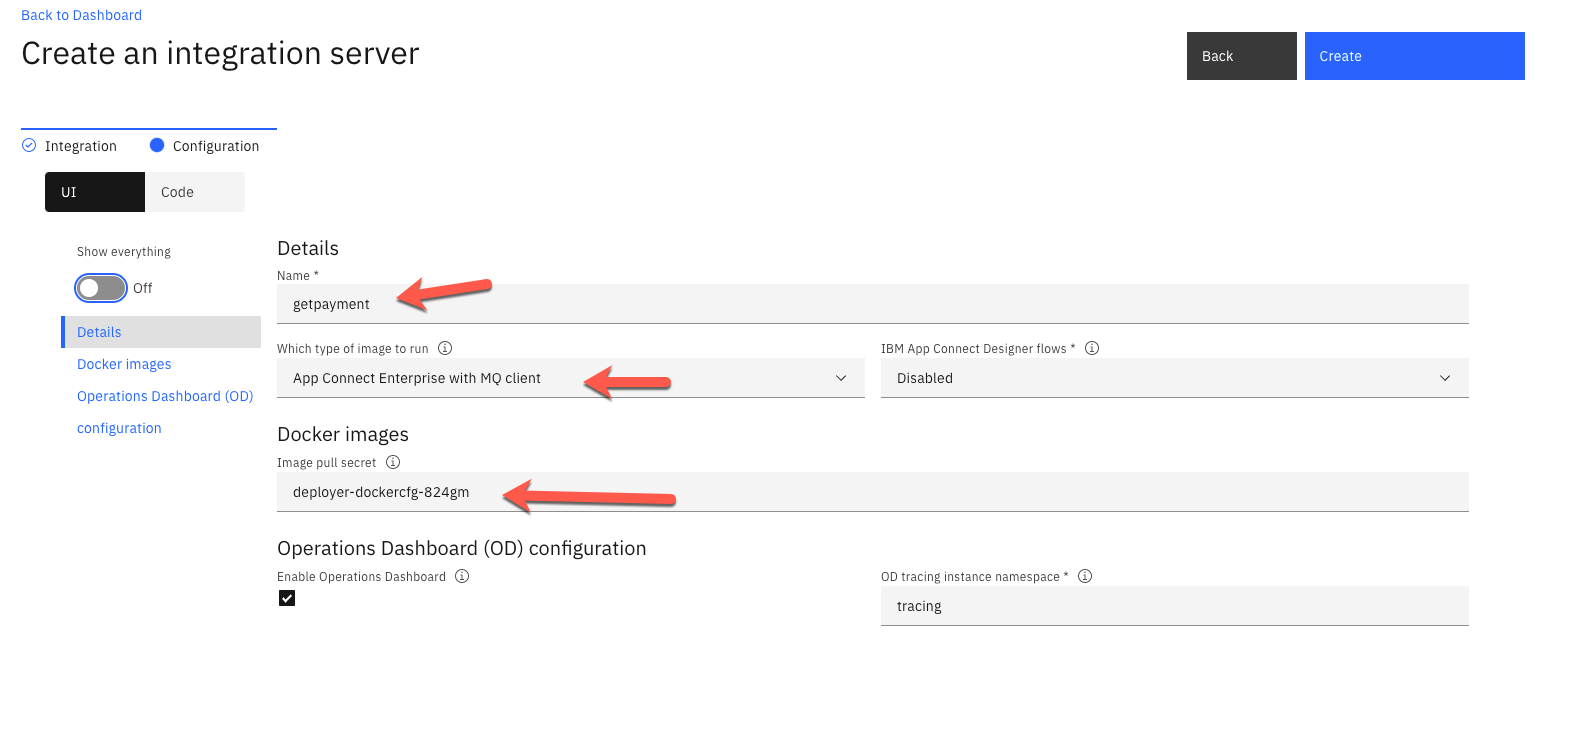 Back to Dashboard
Create an integration server
Back
Create
Integration
Configuration
UI
Code
Show everything
Off
Details
Docker images
Operations Dashboard (OD)
configuration
Details
Name *
getpayment
Which type of image to run
IBM App Connect Designer flows *
App Connect Enterprise with MQ client
Disabled
Docker images
Image pull secret
deployer-dockercfg-824gm
Operations Dashboard (OD) configuration
Enable Operations Dashboard
OD tracing instance namespace *
tracing